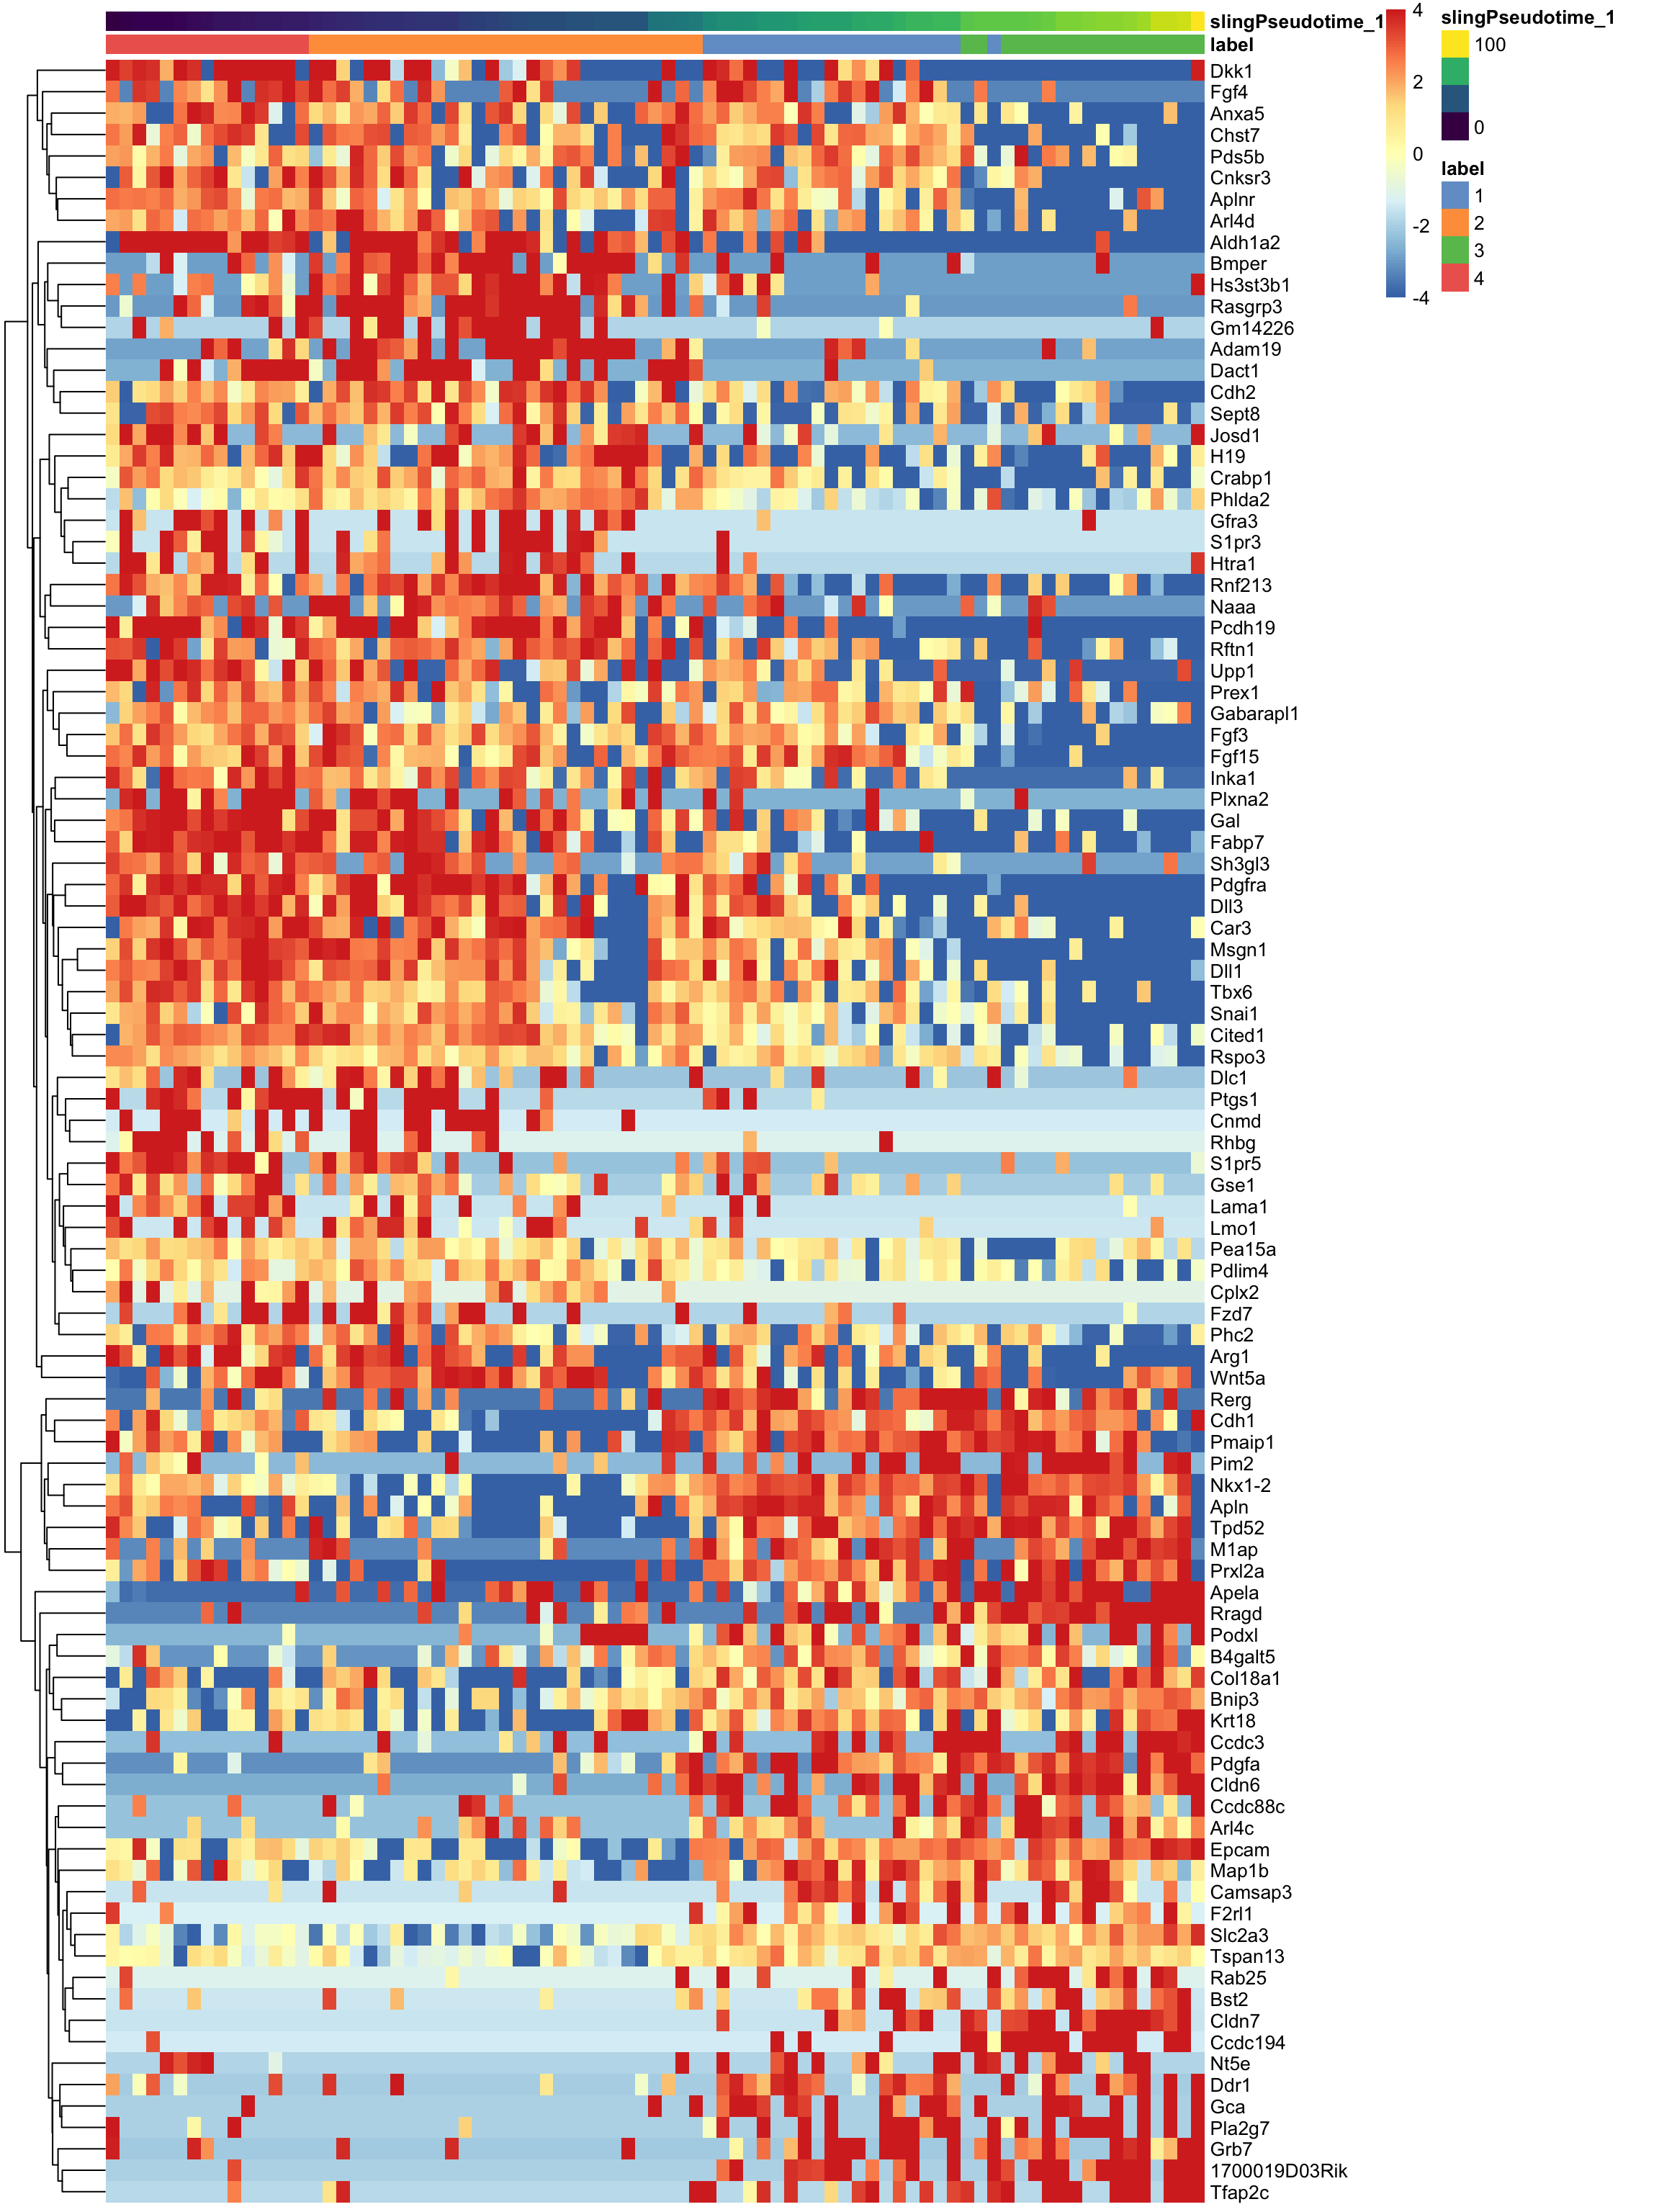 slingPseudotime_1
label
Dkk1
Fgf4
Anxa5
Chst7
Pds5b
Cnksr3
Aplnr
Arl4d
Aldh1a2
Bmper
Hs3st3b1
Rasgrp3
Gm14226
Adam19
Dact1
Cdh2
Sept8
Josd1
H19
Crabp1
Phlda2
Gfra3
S1pr3
Htra1
Rnf213
Naaa
Pcdh19
Rftn1
Upp1
Prex1
Gabarapl1
Fgf3
Fgf15
Inka1
Plxna2
Gal
Fabp7
Sh3gl3
Pdgfra
Dll3
Car3
Msgn1
Dll1
Tbx6
Snai1
Cited1
Rspo3
Dlc1
Ptgs1
Cnmd
Rhbg
S1pr5
Gse1
Lama1
Lmo1
Pea15a
Pdlim4
Cplx2
Fzd7
Phc2
Arg1
Wnt5a
Rerg
Cdh1
Pmaip1
Pim2
Nkx1-2
Apln
Tpd52
M1ap
Prxl2a
Apela
Rragd
Podxl
B4galt5
Col18a1
Bnip3
Krt18
Ccdc3
Pdgfa
Cldn6
Ccdc88c
Arl4c
Epcam
Map1b
Camsap3
F2rl1
Slc2a3
Tspan13
Rab25
Bst2
Cldn7
Ccdc194
Nt5e
Ddr1
Gca
Pla2g7
Grb7
1700019D03Rik
Tfap2c
4
2
0
-2
-4
slingPseudotime_1
100
0
label
1
2
3
4